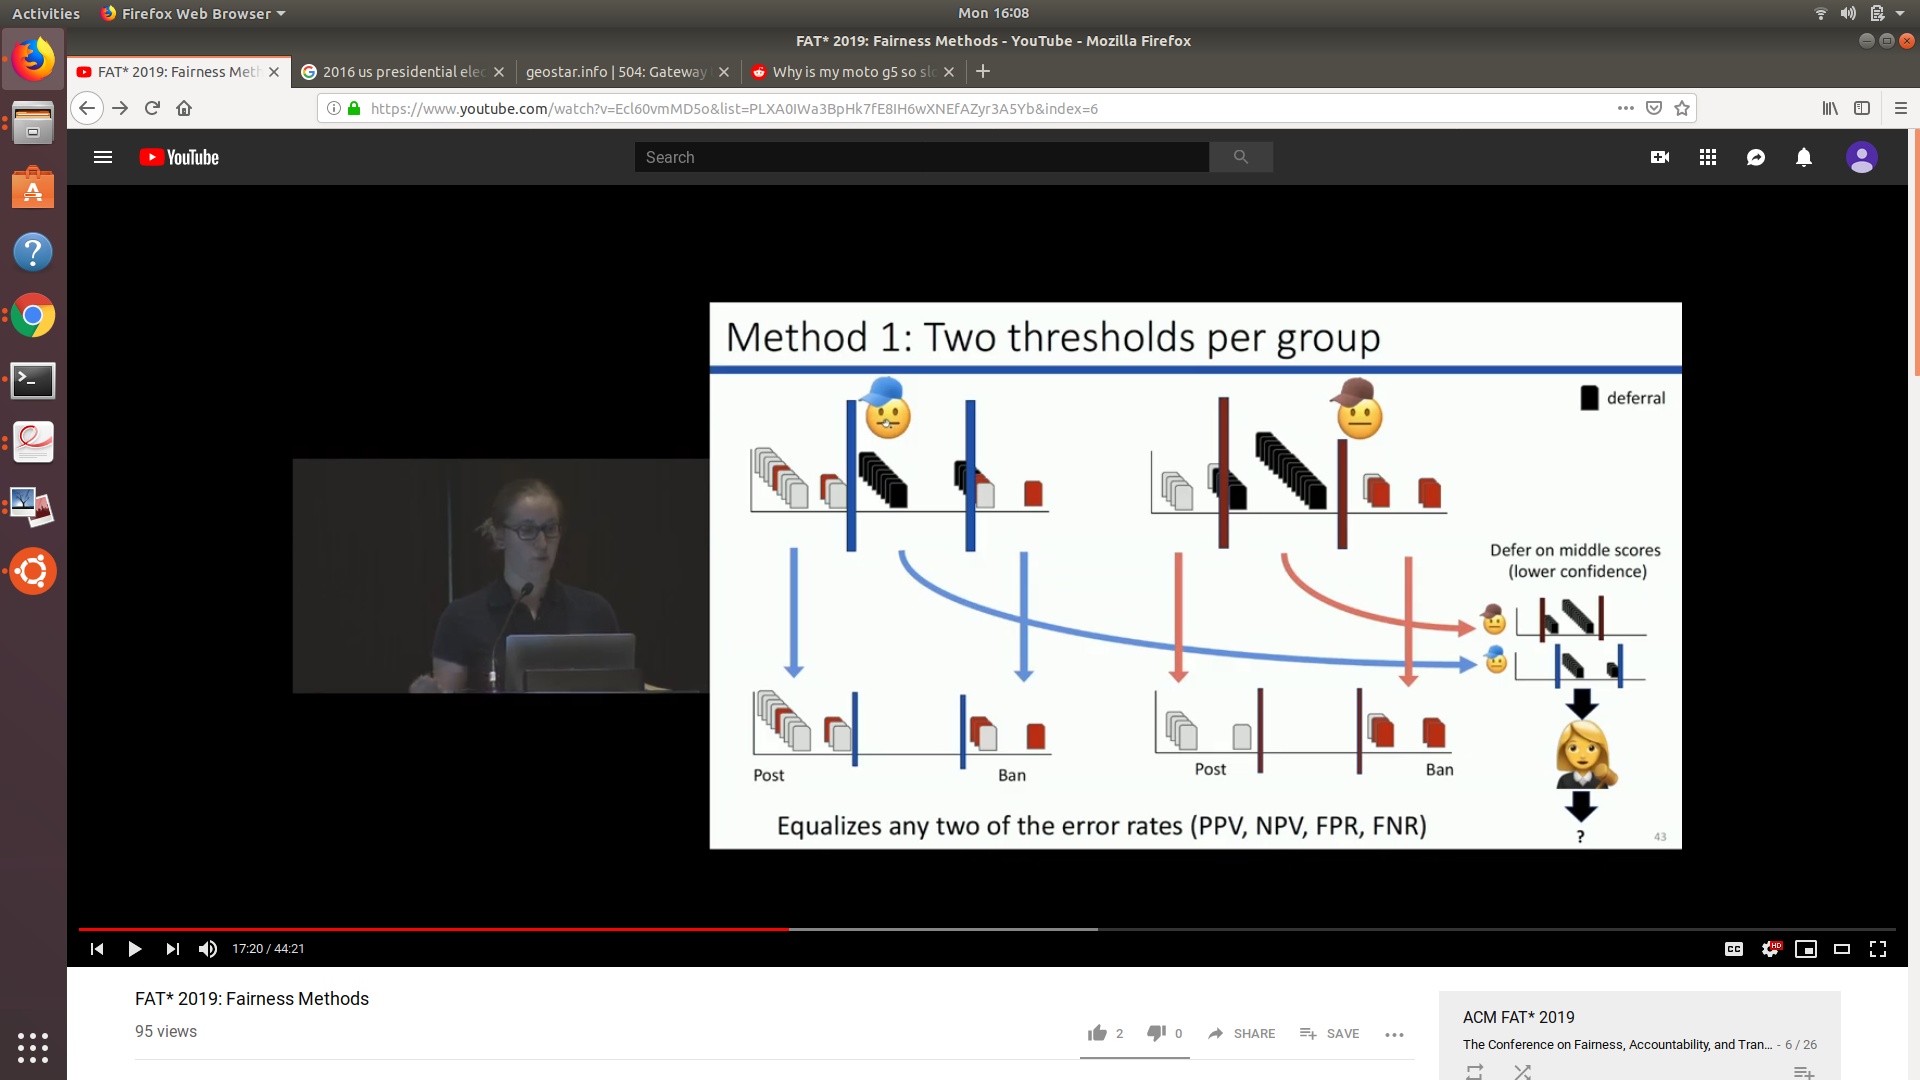 Activities
Firefox Web Browser
Mon 16:08
FAT* 2019: Fairness Methods - YouTube - Mozilla Firefox
FAT* 2019: Fairness Meth
2016 us presidential elec
geostar.info | 504: Gateway
Why is my moto g5 so slo
https://www.youtube.com/watch?v=Ecl60vmMD5o&list=PLXA0IWa3BpHk7fE8IH6wXNEfAZyr3A5Yb&index=6
YouTube
Search
Method 1: Two thresholds per group
deferral
Defer on middle scores
(lower confidence)
Post
Ban
Post
Ban
Equalizes any two of the error rates (PPV, NPV, FPR, FNR)
?
43
17:20 / 44:21
CC
HD
FAT* 2019: Fairness Methods
95 views
2
0
SHARE
SAVE
ACM FAT* 2019
The Conference on Fairness, Accountability, and Tran... - 6 / 26